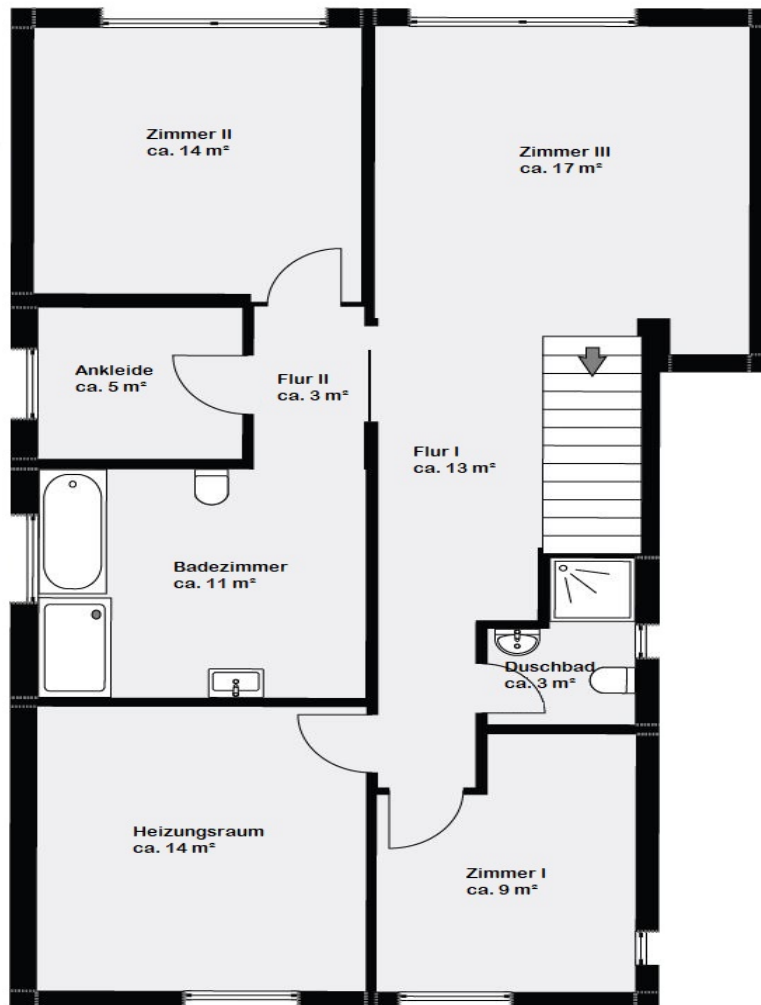 Zimmer II
ca. 14 m²
Zimmer III
ca. 17 m²
Ankleide
ca. 5 m²
Flur II
ca. 3 m²
Flur I
ca. 13 m²
Badezimmer
ca. 11 m²
Duschbad
ca. 3 m²
Heizungsraum
ca. 14 m²
Zimmer I
ca. 9 m²